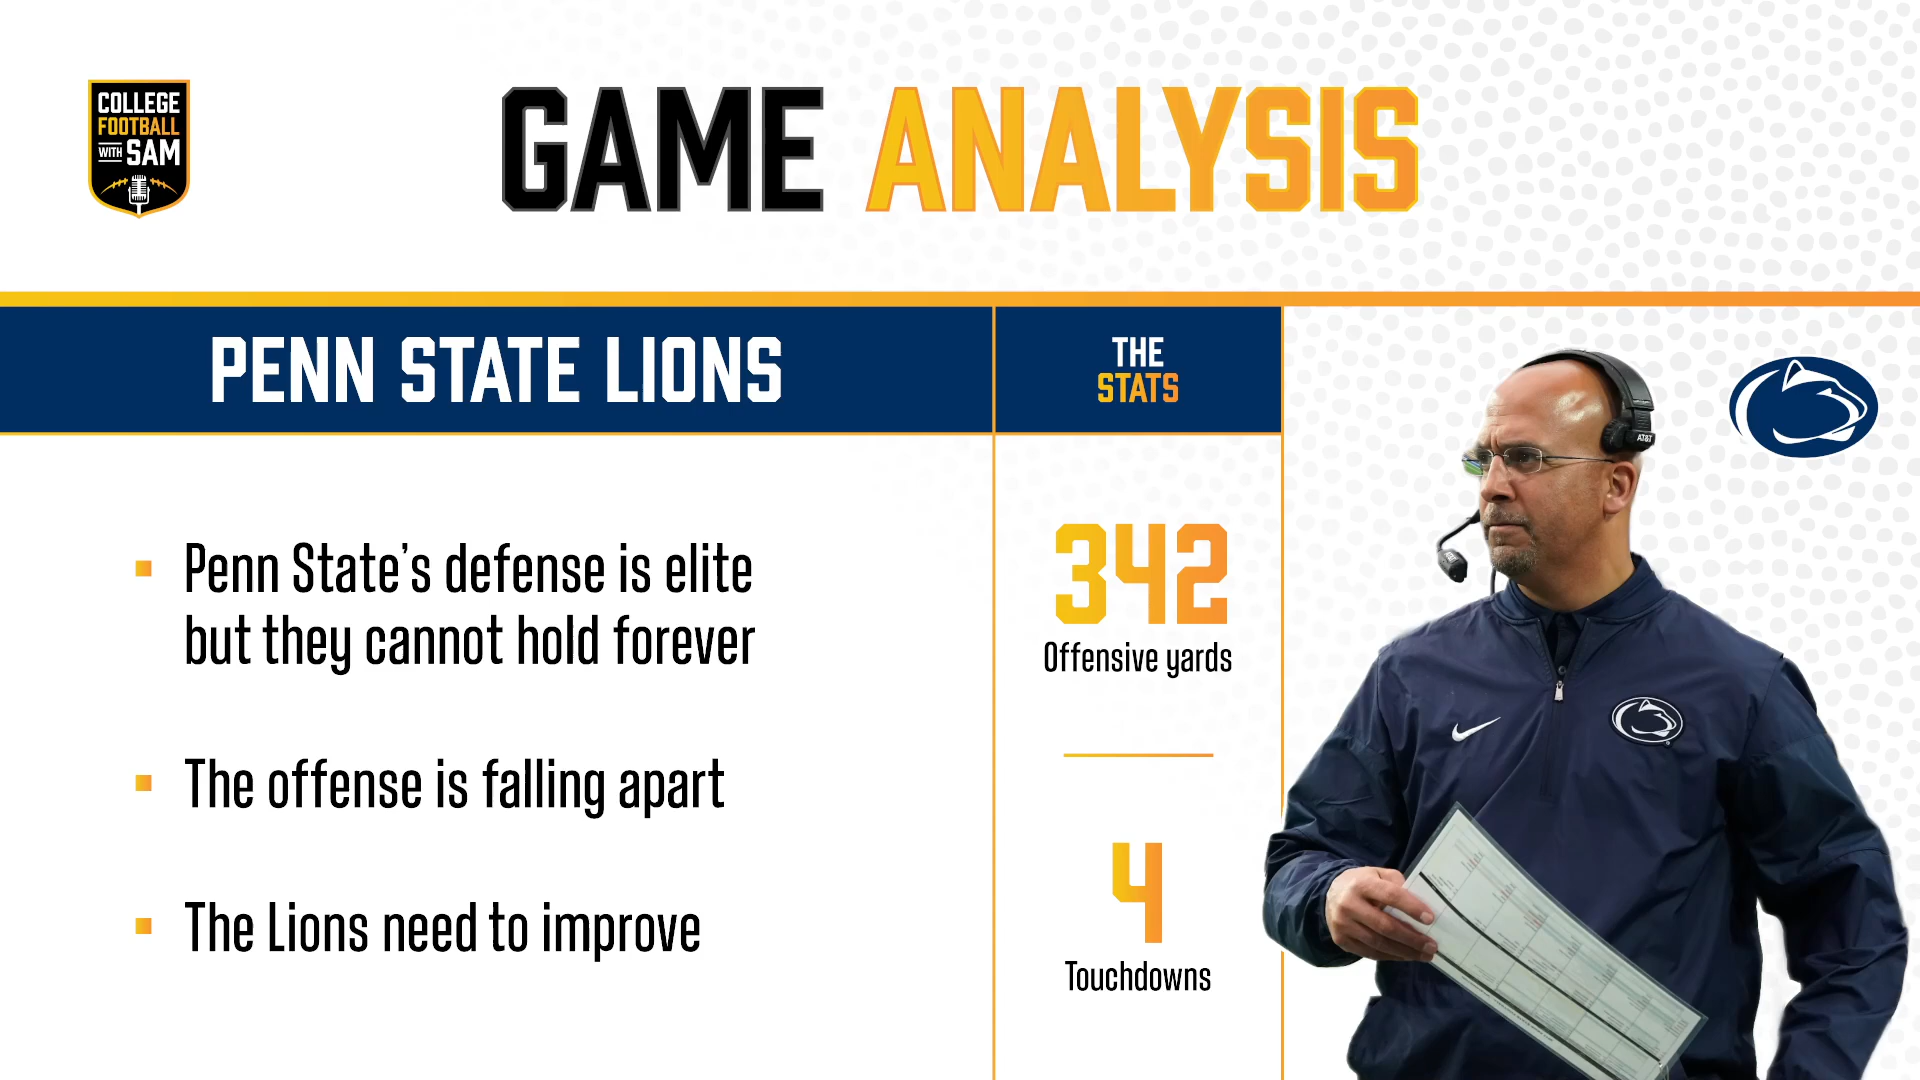 COLLEGE
FOOTBALL
WITH SAM
GAME ANALYSIS
PENN STATE LIONS
THE
STATS
Penn State’s defense is elite
but they cannot hold forever
The offense is falling apart
The Lions need to improve
342
Offensive yards
4
Touchdowns
AT&T